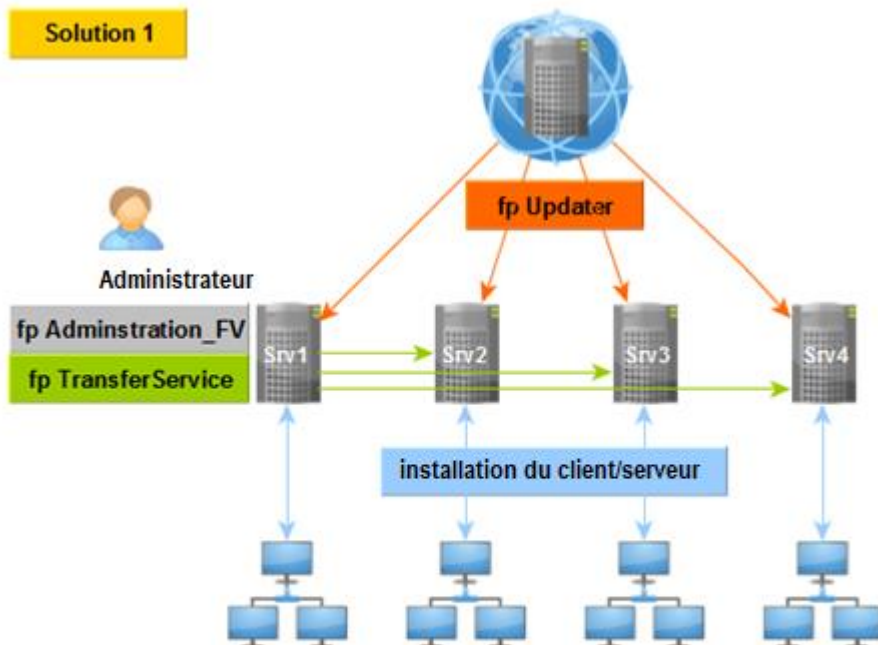 Solution 1
fp Updater
Administrateur
fp Adminstration_FV
fp TransferService
Srv1
Srv2
Srv3
Srv4
installation du client/serveur